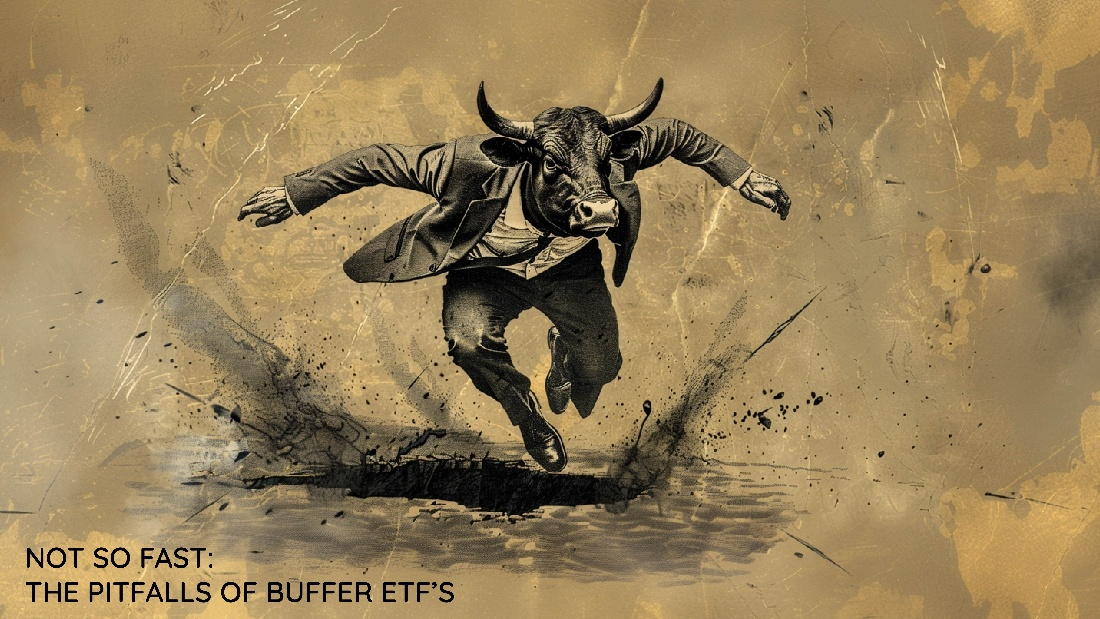 NOT SO FAST:
THE PITFALLS OF BUFFER ETF'S